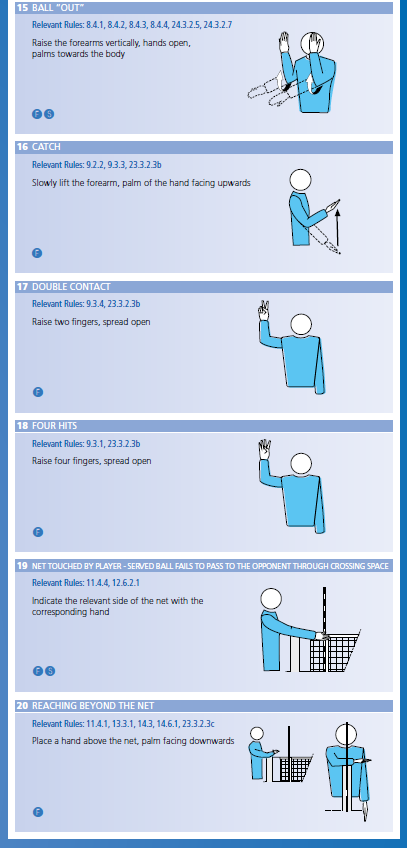 15 BALL “OUT”
Relevant Rules: 8.4.1, 8.4.2, 8.4.3, 8.4.4, 24.3.2.5, 24.3.2.7
Raise the forearms vertically, hands open,
palms towards the body
F S
16 CATCH
Relevant Rules: 9.2.2, 9.3.3, 23.3.2.3b
Slowly lift the forearm, palm of the hand facing upwards
F
17 DOUBLE CONTACT
Relevant Rules: 9.3.4, 23.3.2.3b
Raise two fingers, spread open
F
18 FOUR HITS
Relevant Rules: 9.3.1, 23.3.2.3b
Raise four fingers, spread open
F
19 NET TOUCHED BY PLAYER - SERVED BALL FAILS TO PASS TO THE OPPONENT THROUGH CROSSING SPACE
Relevant Rules: 11.4.4, 12.6.2.1
Indicate the relevant side of the net with the
corresponding hand
F S
20 REACHING BEYOND THE NET
Relevant Rules: 11.4.1, 13.3.1, 14.3, 14.6.1, 23.3.2.3c
Place a hand above the net, palm facing downwards
F